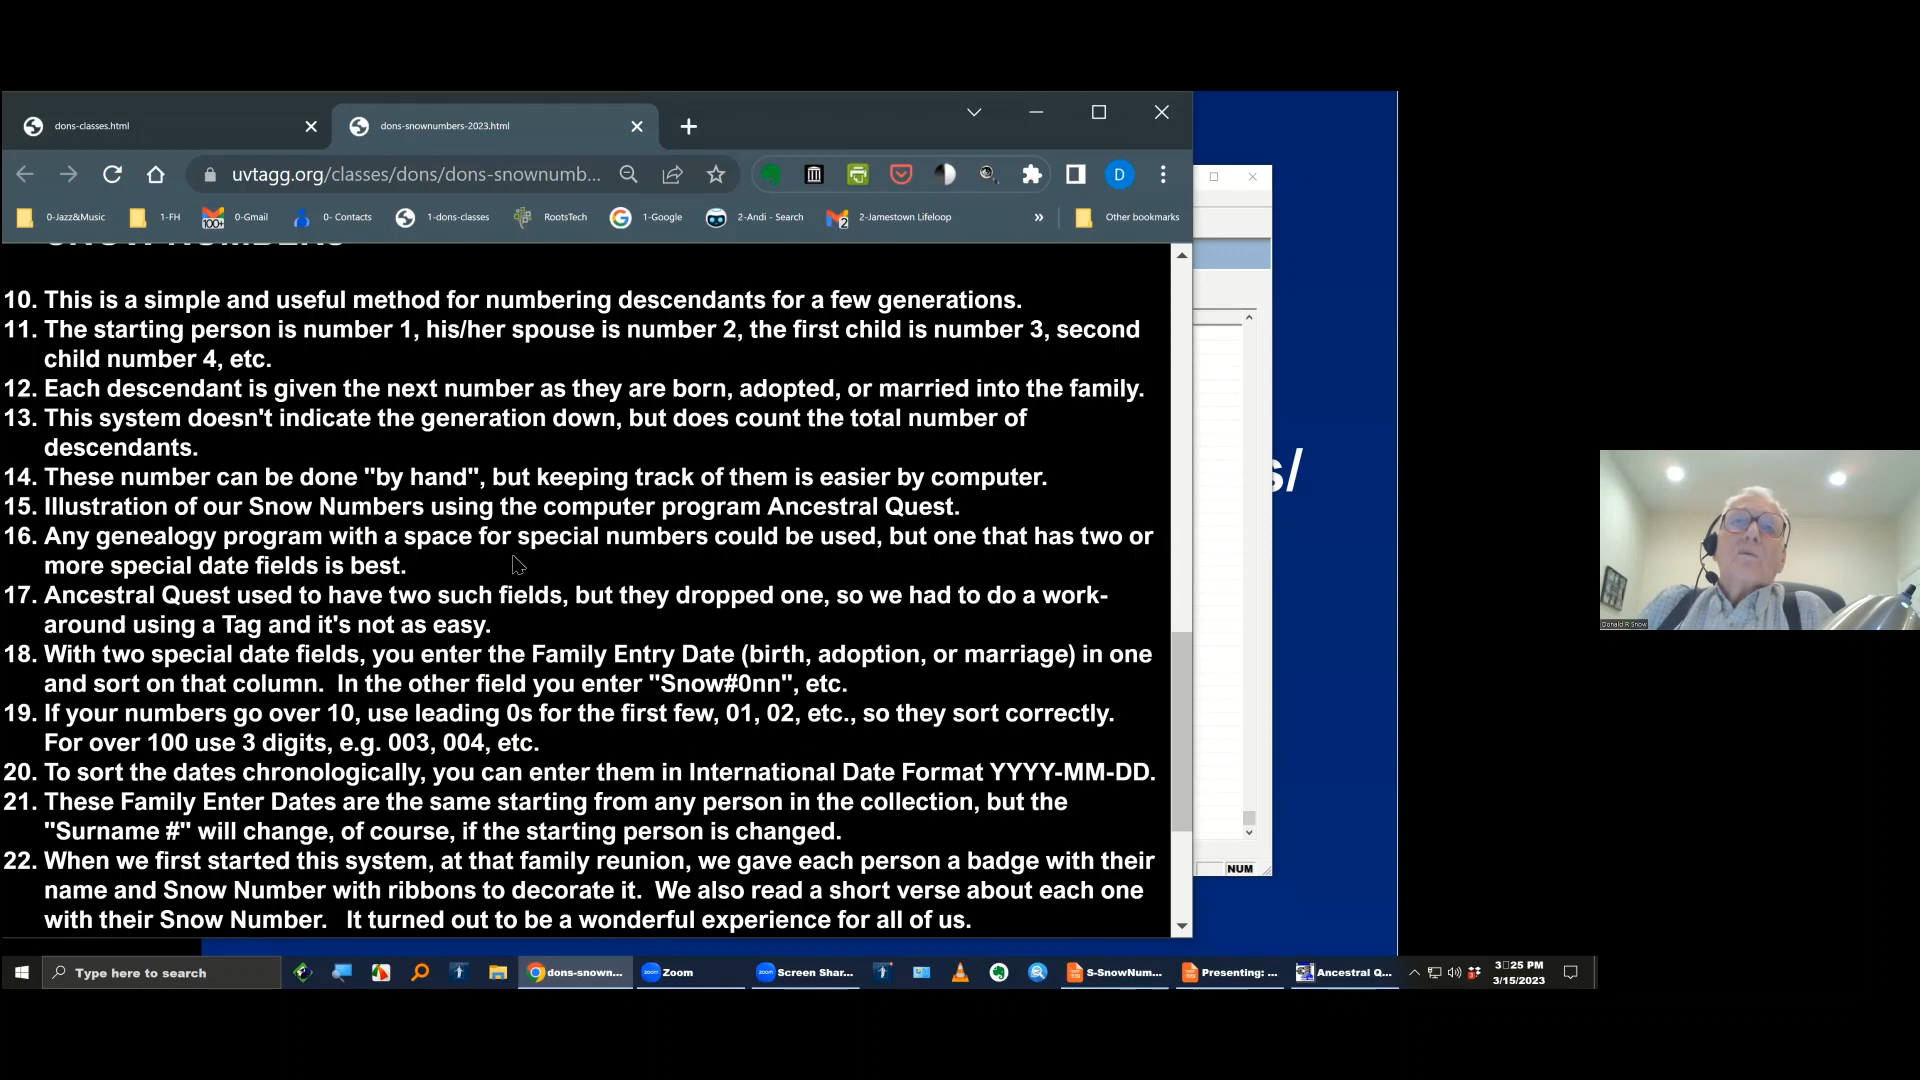 dons-classes.html
dons-snownumbers-2023.html
uvtagg.org/classes/dons/dons-snownumb...
D
0-Jazz&Music
1-FH
100+
0-Gmail
0- Contacts
1-dons-classes
RootsTech
1-Google
2-Andi - Search
2
2-Jamestown Lifeloop
»
Other bookmarks
SNOW NUMBERS
10. This is a simple and useful method for numbering descendants for a few generations.
11. The starting person is number 1, his/her spouse is number 2, the first child is number 3, second
child number 4, etc.
12. Each descendant is given the next number as they are born, adopted, or married into the family.
13. This system doesn't indicate the generation down, but does count the total number of
descendants.
14. These number can be done "by hand", but keeping track of them is easier by computer.
15. Illustration of our Snow Numbers using the computer program Ancestral Quest.
16. Any genealogy program with a space for special numbers could be used, but one that has two or
more special date fields is best.
17. Ancestral Quest used to have two such fields, but they dropped one, so we had to do a work-
around using a Tag and it's not as easy.
18. With two special date fields, you enter the Family Entry Date (birth, adoption, or marriage) in one
and sort on that column.  In the other field you enter "Snow#0nn", etc.
19. If your numbers go over 10, use leading 0s for the first few, 01, 02, etc., so they sort correctly.
For over 100 use 3 digits, e.g. 003, 004, etc.
20. To sort the dates chronologically, you can enter them in International Date Format YYYY-MM-DD.
21. These Family Enter Dates are the same starting from any person in the collection, but the
"Surname #" will change, of course, if the starting person is changed.
22. When we first started this system, at that family reunion, we gave each person a badge with their
name and Snow Number with ribbons to decorate it.  We also read a short verse about each one
with their Snow Number.   It turned out to be a wonderful experience for all of us.
s/
NUM
Donald R Snow
Type here to search
dons-snown...
zoom
Zoom
zoom
Screen Shar...
S-SnowNum...
Presenting: ...
Ancestral Q...
3:25 PM
3/15/2023